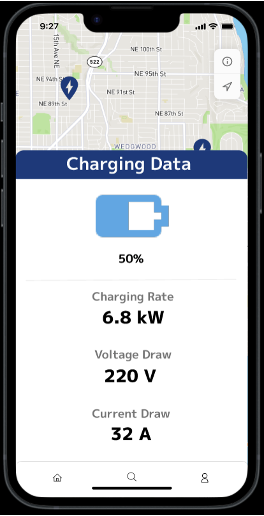 9:27
15th Ave NE
NE 100th St
522
NE 95th St
NE 94th St
NE 91st St
NE 89th St
NE 87th St
WEDGWOOD
Charging Data
50%
Charging Rate
6.8 kW
Voltage Draw
220 V
Current Draw
32 A